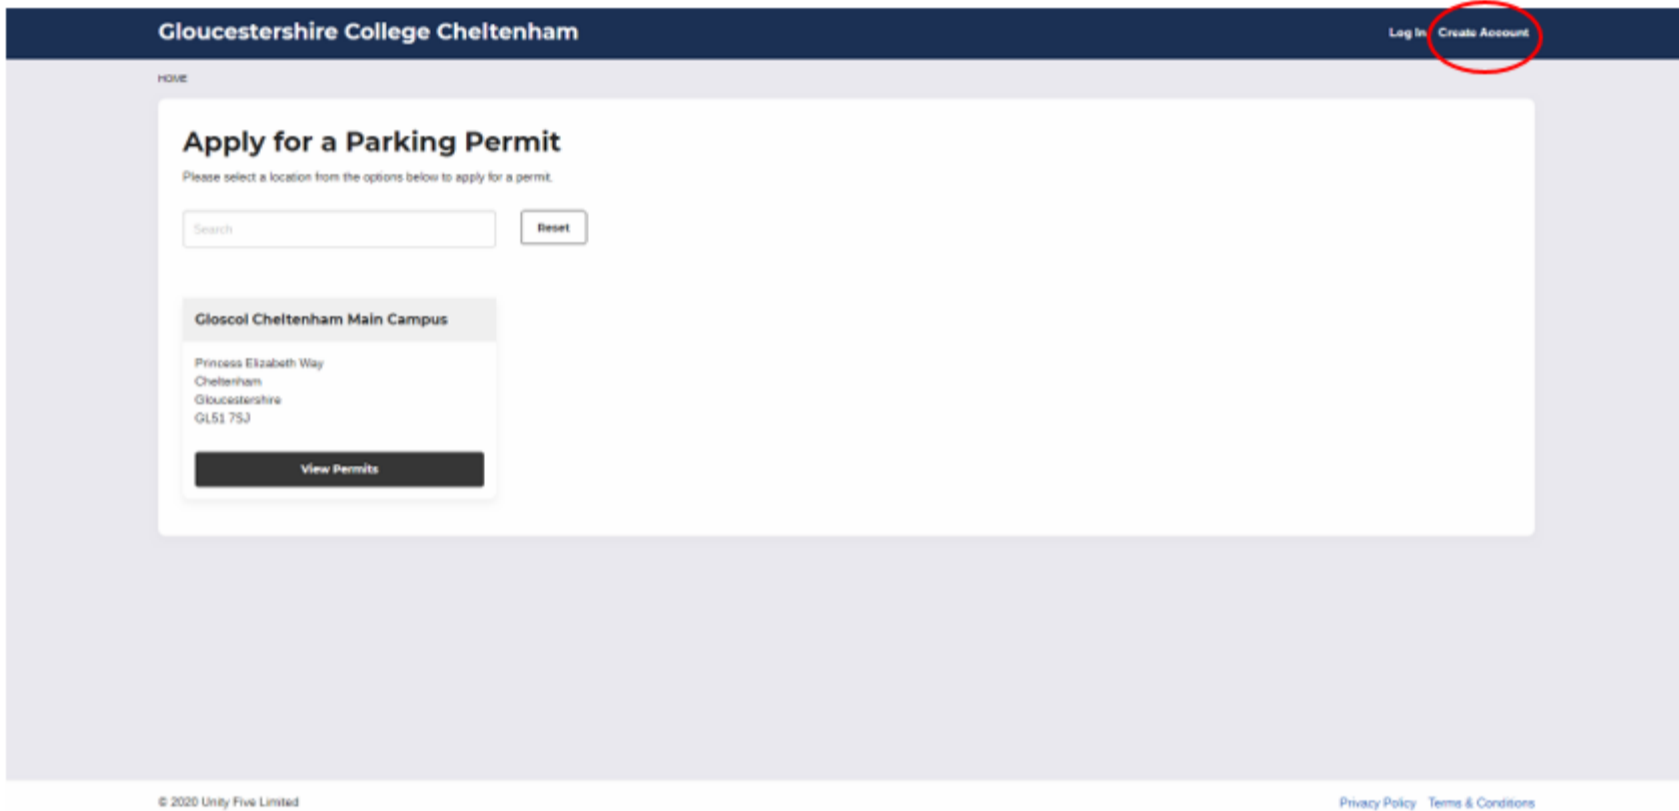 Gloucestershire College Cheltenham
Log In Create Account
HOME
Apply for a Parking Permit
Please select a location from the options below to apply for a permit.
Search
Reset
Gloscol Cheltenham Main Campus
Princess Elizabeth Way
Cheltenham
Gloucestershire
GL51 7SJ
View Permits
© 2020 Unity Five Limited
Privacy Policy Terms & Conditions